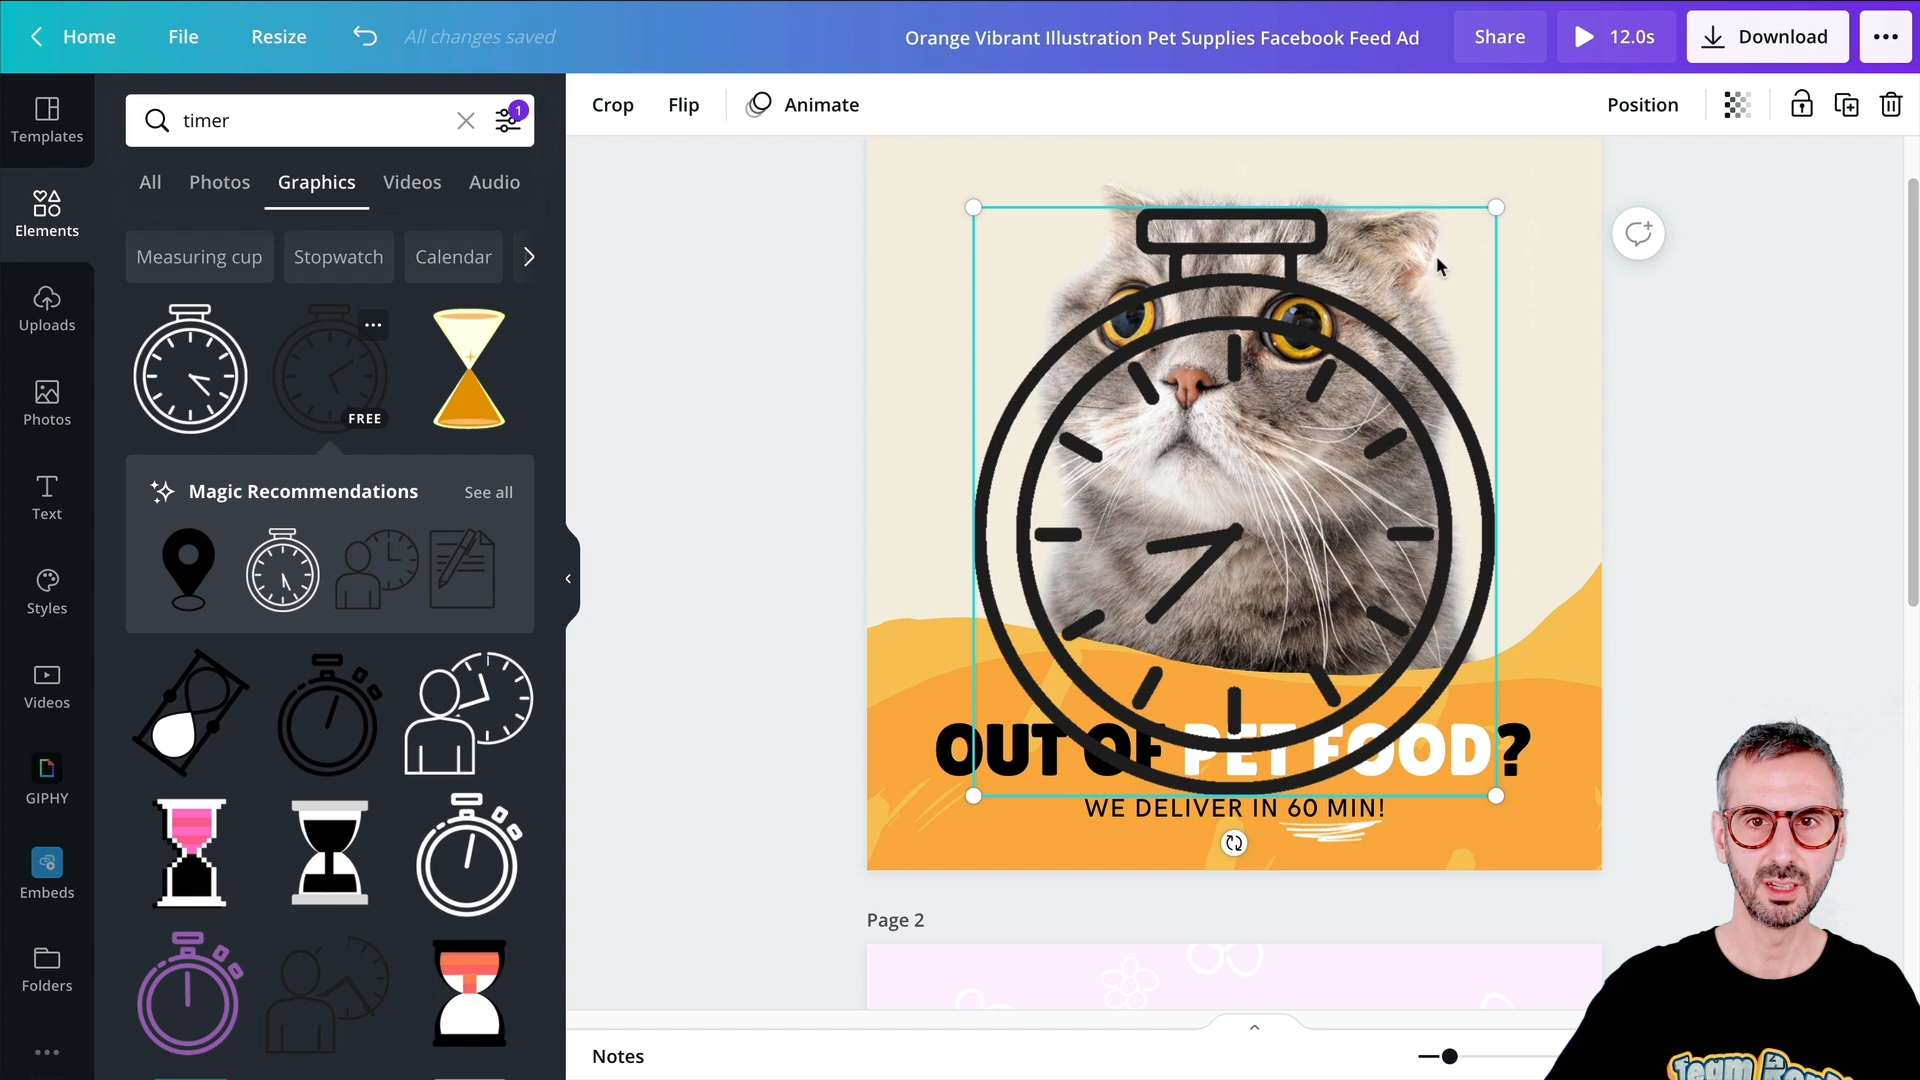 Home File Resize All changes saved Orange Vibrant Illustration Pet Supplies Facebook Feed Ad Share 12.0s Download
Templates
Elements
Uploads
Photos
Text
Styles
Videos
GIPHY
Embeds
Folders
timer
1
All Photos Graphics Videos Audio
Measuring cup Stopwatch Calendar
FREE
Magic Recommendations See all
Crop Flip Animate Position
OUT OF PET FOOD?
WE DELIVER IN 60 MIN!
Page 2
Notes
Team